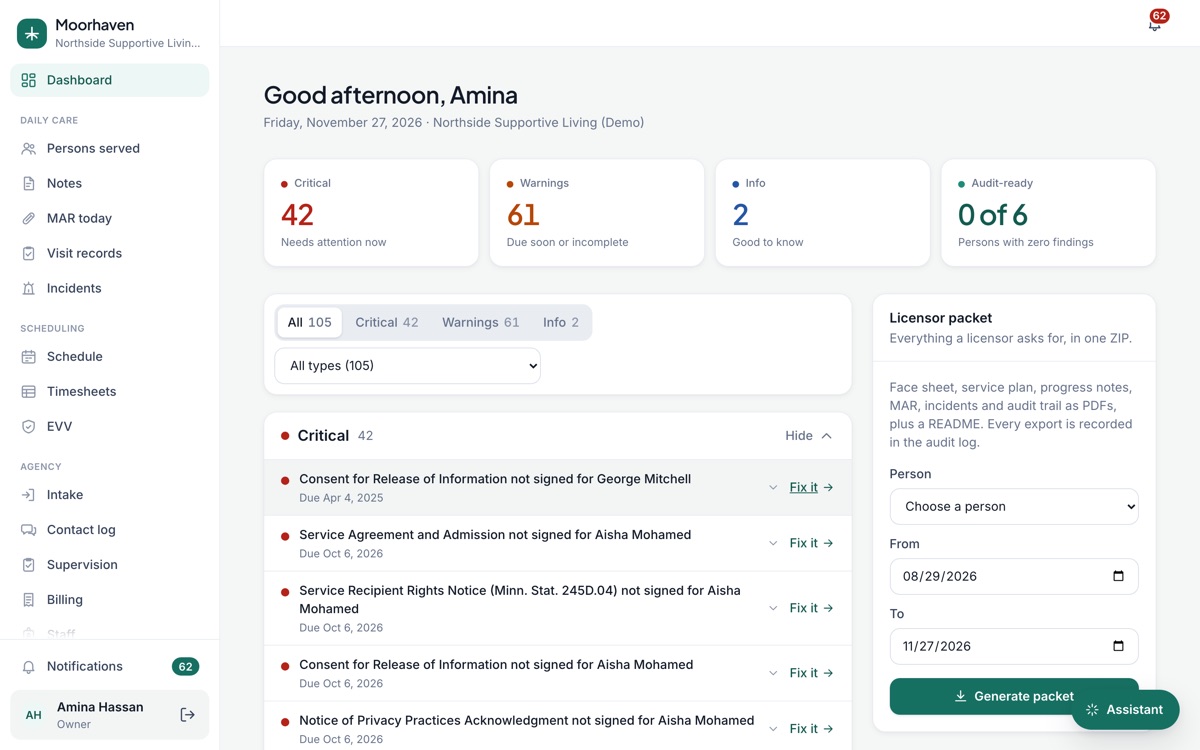 Moorhaven
Northside Supportive Livin...
Dashboard
DAILY CARE
Persons served
Notes
MAR today
Visit records
Incidents
SCHEDULING
Schedule
Timesheets
EVV
AGENCY
Intake
Contact log
Supervision
Billing
Staff
Notifications 62
AH
Amina Hassan
Owner
62
Good afternoon, Amina
Friday, November 27, 2026 · Northside Supportive Living (Demo)
Critical
42
Needs attention now
Warnings
61
Due soon or incomplete
Info
2
Good to know
Audit-ready
0 of 6
Persons with zero findings
All 105 Critical 42 Warnings 61 Info 2
All types (105)
Critical 42 Hide
Consent for Release of Information not signed for George Mitchell
Due Apr 4, 2025
Fix it →
Service Agreement and Admission not signed for Aisha Mohamed
Due Oct 6, 2026
Fix it →
Service Recipient Rights Notice (Minn. Stat. 245D.04) not signed for Aisha
Mohamed
Due Oct 6, 2026
Fix it →
Consent for Release of Information not signed for Aisha Mohamed
Due Oct 6, 2026
Fix it →
Notice of Privacy Practices Acknowledgment not signed for Aisha Mohamed
Due Oct 6, 2026
Fix it →
Licensor packet
Everything a licensor asks for, in one ZIP.
Face sheet, service plan, progress notes,
MAR, incidents and audit trail as PDFs,
plus a README. Every export is recorded
in the audit log.
Person
Choose a person
From
08/29/2026
To
11/27/2026
Generate packet
Assistant